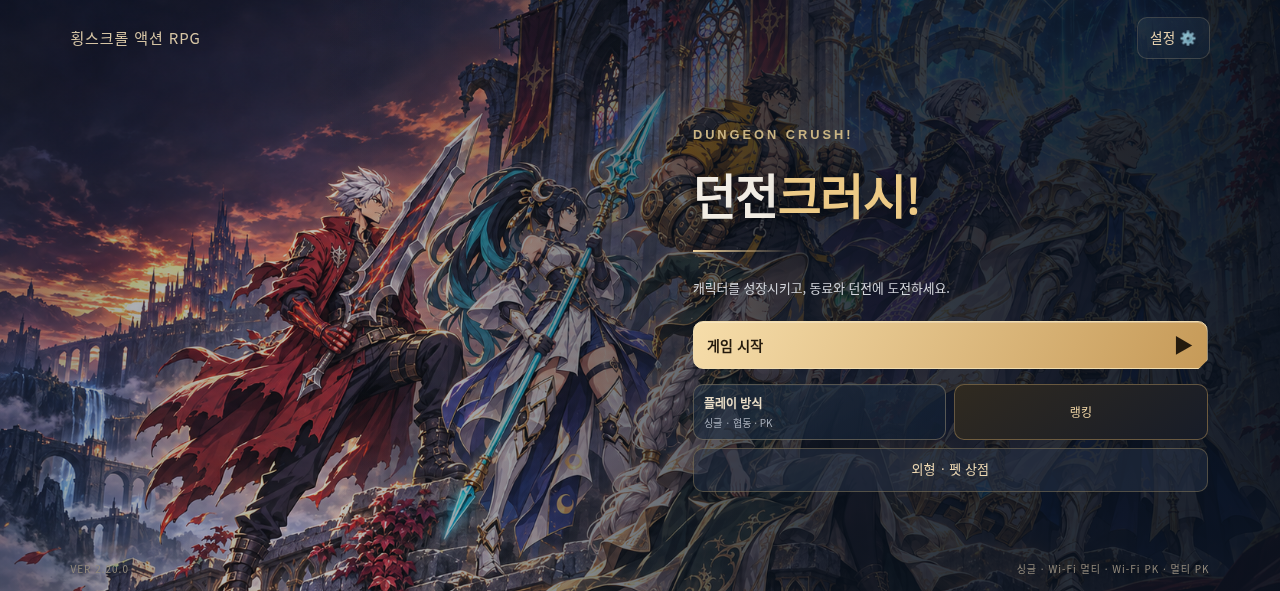 횡스크롤 액션 RPG
설정
DUNGEON CRUSH!
던전크러시!
캐릭터를 성장시키고, 동료와 던전에 도전하세요.
게임 시작
플레이 방식
싱글 · 협동 · PK
랭킹
외형 · 펫 상점
VER
싱글 · Wi-Fi 멀티 · Wi-Fi PK · 멀티 PK